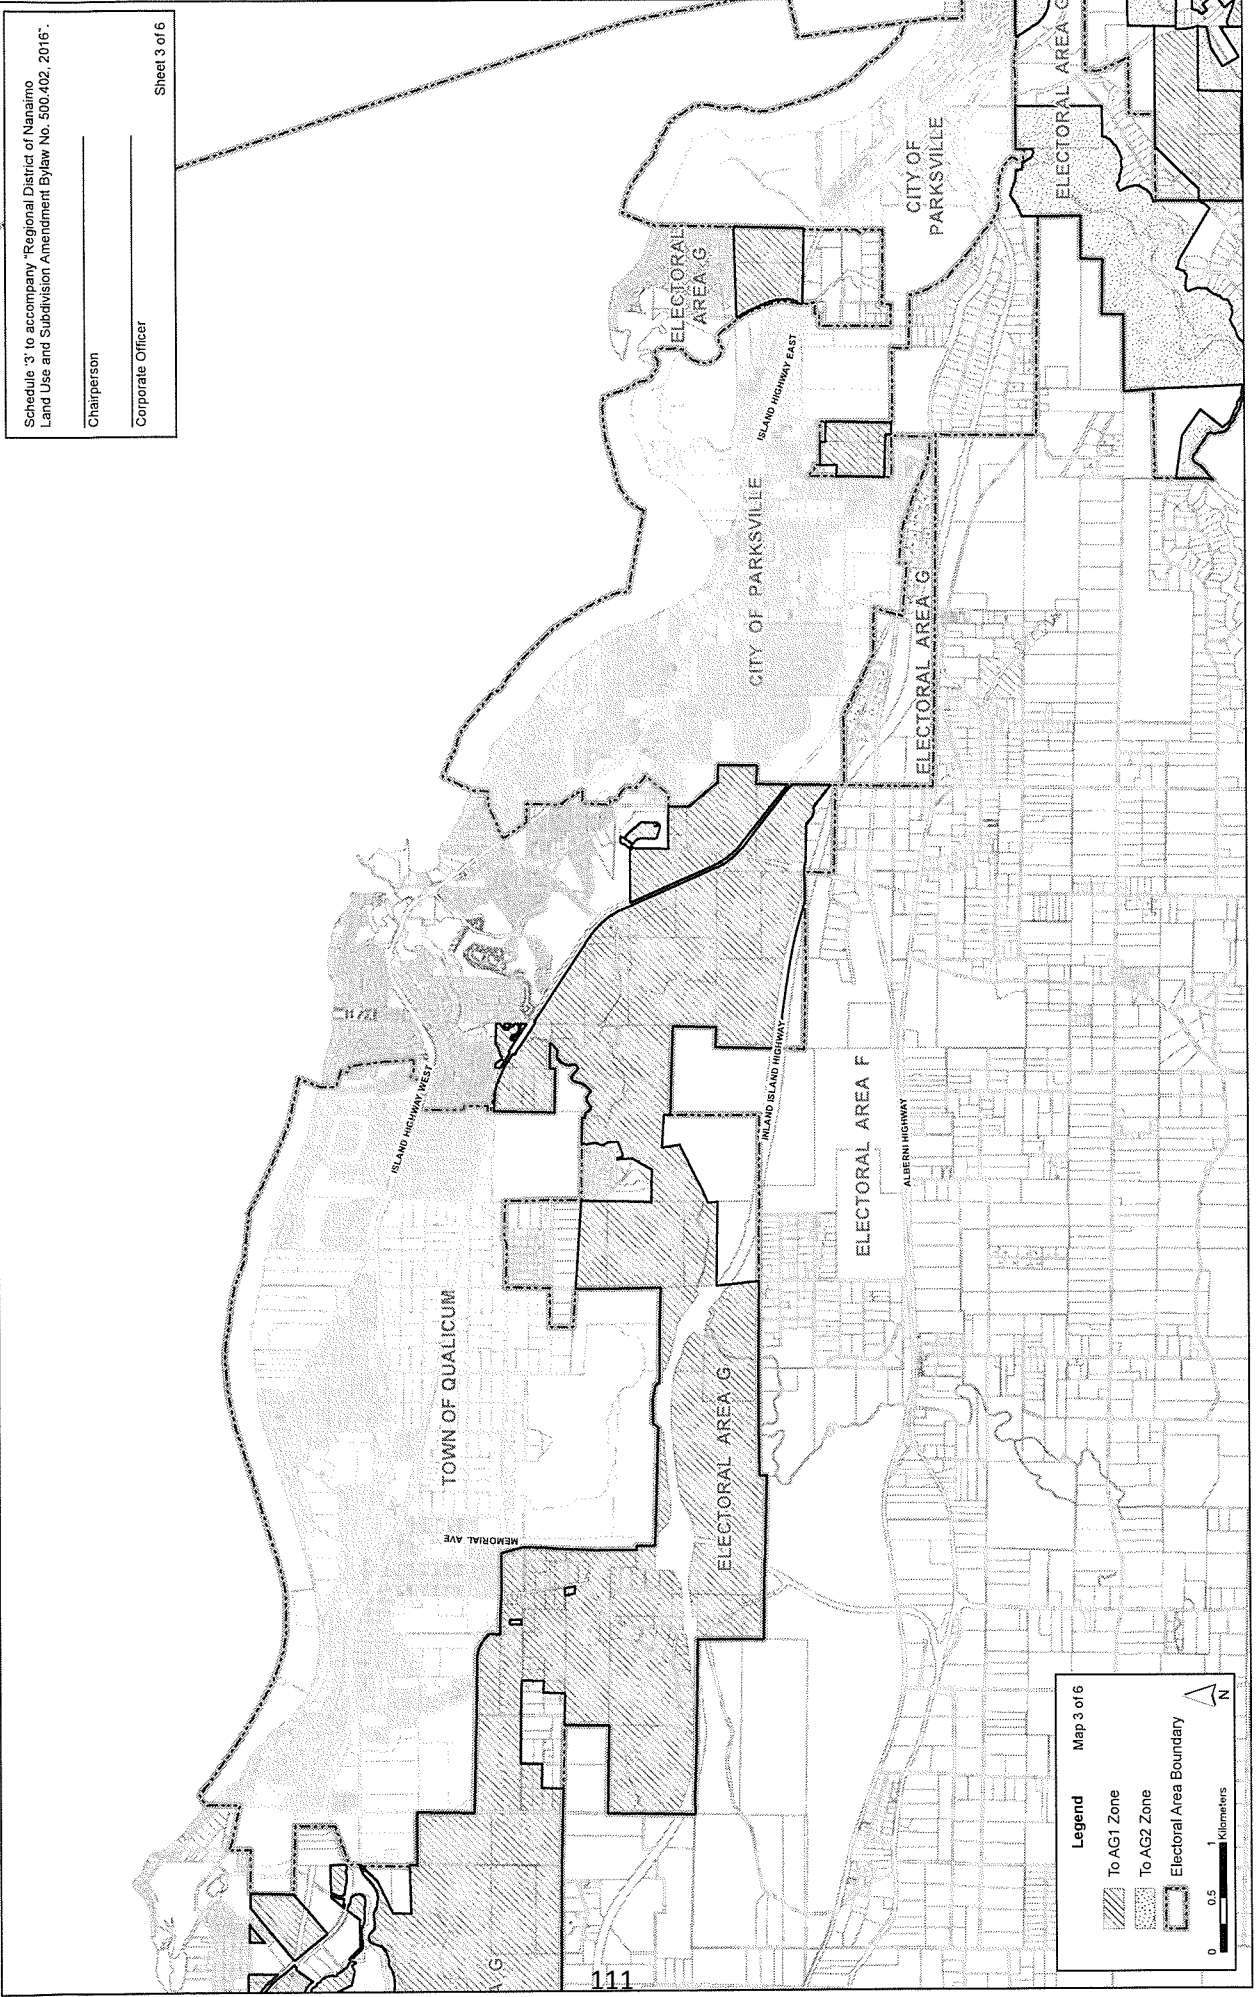 Schedule '3' to accompany "Regional District of Nanaimo
Land Use and Subdivision Amendment Bylaw No. 500.402, 2016".
Chairperson
Corporate Officer
Sheet 3 of 6
ELECTORAL
AREA G
CITY OF
PARKSVILLE
ELECTORAL AREA G
ISLAND HIGHWAY EAST
CITY OF PARKSVILLE
ELECTORAL AREA G
ISLAND HIGHWAY WEST
INLAND ISLAND HIGHWAY
ELECTORAL AREA F
ALBERNI HIGHWAY
TOWN OF QUALICUM
MEMORIAL AVE
ELECTORAL AREA G
A G
Legend
Map 3 of 6
To AG1 Zone
To AG2 Zone
Electoral Area Boundary
0 0.5 1
Kilometers
N
111